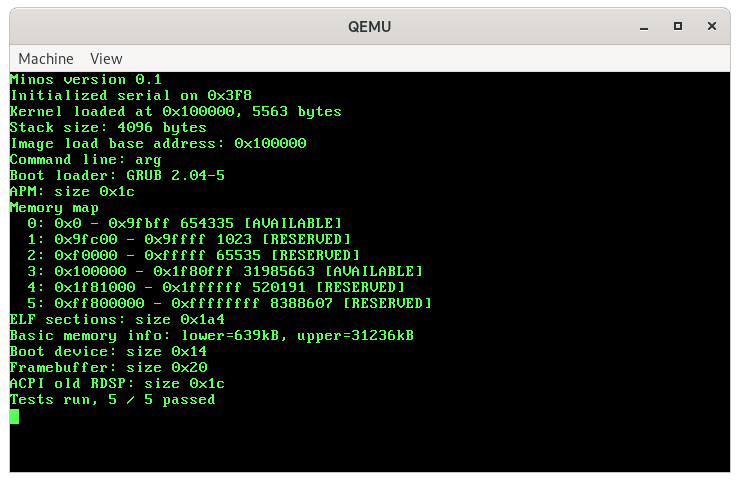 QEMU
Machine View
Minos version 0.1
Initialized serial on 0x3F8
Kernel loaded at 0x100000, 5563 bytes
Stack size: 4096 bytes
Image load base address: 0x100000
Command line: arg
Boot loader: GRUB 2.04-5
APM: size 0x1c
Memory map
  0: 0x0 - 0x9fbff 654335 [AVAILABLE]
  1: 0x9fc00 - 0x9ffff 1023 [RESERVED]
  2: 0xf0000 - 0xfffff 65535 [RESERVED]
  3: 0x100000 - 0x1f80fff 31985663 [AVAILABLE]
  4: 0x1f81000 - 0x1ffffff 520191 [RESERVED]
  5: 0xff800000 - 0xffffffff 8388607 [RESERVED]
ELF sections: size 0x1a4
Basic memory info: lower=639kB, upper=31236kB
Boot device: size 0x14
Framebuffer: size 0x20
ACPI old RDSP: size 0x1c
Tests run, 5 / 5 passed